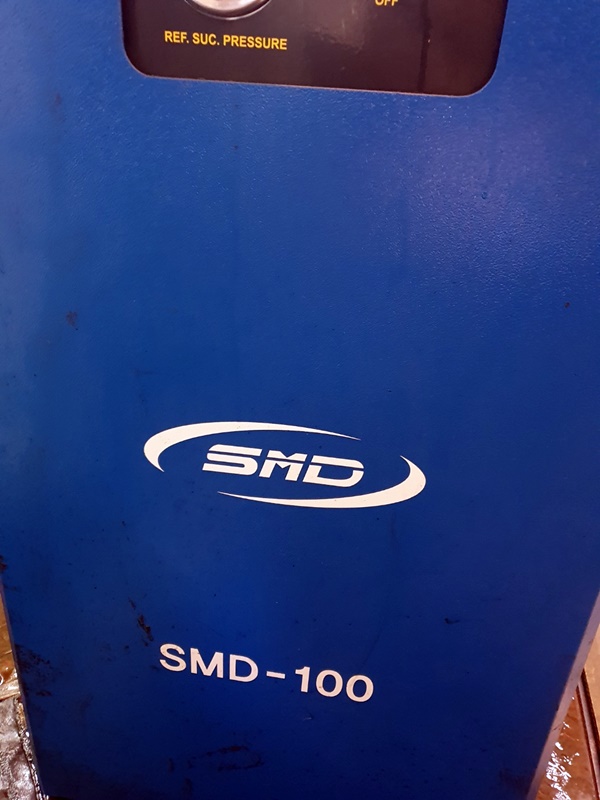 OFF
REF. SUC. PRESSURE
SMD
SMD-100